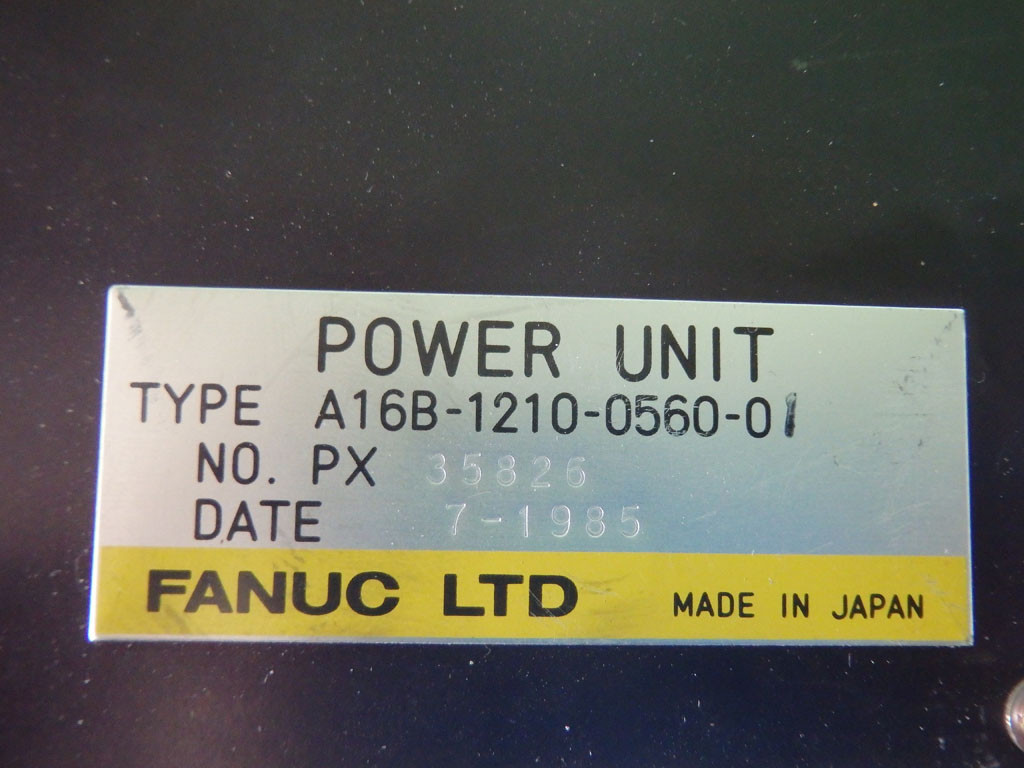 POWER UNIT
TYPE A16B-1210-0560-01
NO. PX 35826
DATE 7-1985
FANUC LTD MADE IN JAPAN